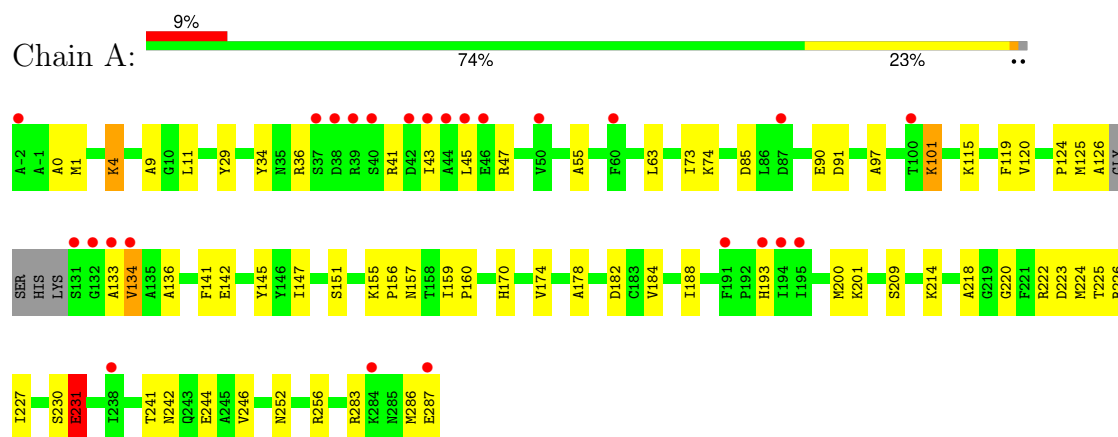 9%
Chain A:
74%
23%
••
A-2 A-1 A0 M1 K4 A9 G10 L11 Y29 Y34 N35 R36 S37 D38 R39 S40 R41 D42 I43 A44 L45 E46 R47 V50 A55 F60 L63 I73 K74 D85 L86 D87 E90 D91 A97 T100 K101 K115 F119 V120 P124 M125 A126
SER HIS LYS S131 G132 A133 V134 A135 A136 F141 E142 Y145 Y146 I147 S151 K155 P156 N157 T158 I159 P160 H170 V174 A178 D182 C183 V184 I188 F191 P192 H193 I194 I195 M200 K201 S209 K214 A218 G219 G220 F221 R222 D223 M224 T225
I227 S230 E231 I238 T241 N242 Q243 E244 A245 V246 N252 R256 R283 K284 N285 M286 E287